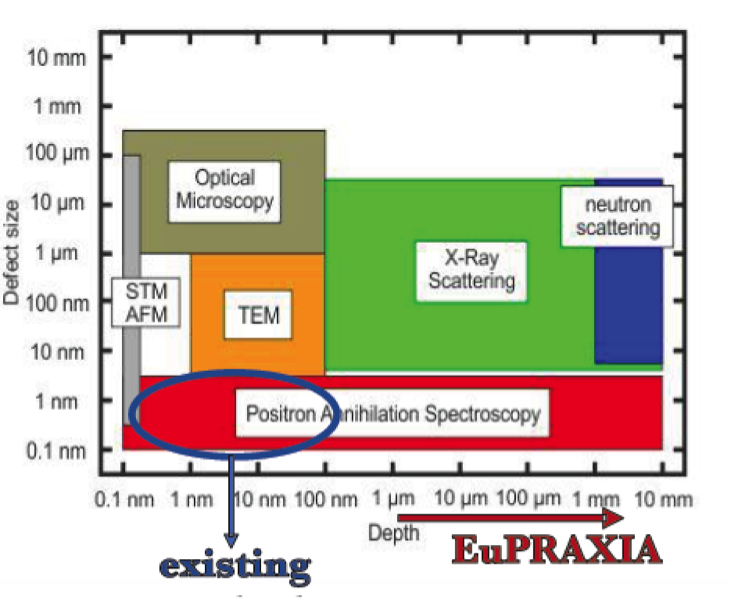 10 mm
1 mm
100 µm
10 µm
1 µm
100 nm
10 nm
1 nm
0.1 nm
Defect size
Optical
Microscopy
neutron
scattering
X-Ray
Scattering
STM
AFM
TEM
Positron Annihilation Spectroscopy
0.1 nm 1 nm 10 nm 100 nm 1 µm 10 µm 100 µm 1 mm 10 mm
Depth
existing
EuPRAXIA